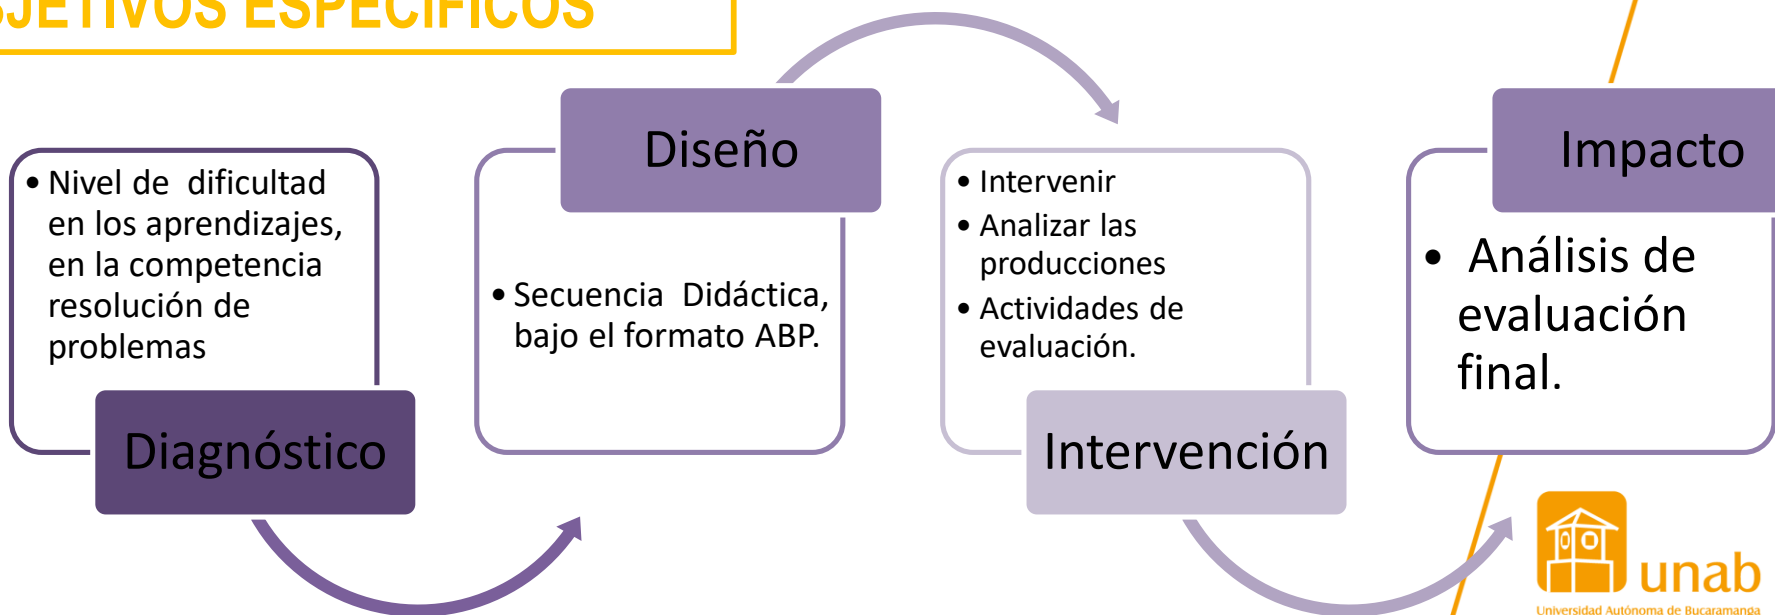 BJETIVOS ESPECÍFICOS
• Nivel de dificultad
en los aprendizajes,
en la competencia
resolución de
problemas
Diagnóstico
Diseño
• Secuencia Didáctica,
bajo el formato ABP.
• Intervenir
• Analizar las
producciones
• Actividades de
evaluación.
Intervención
Impacto
• Análisis de
evaluación
final.
unab
Universidad Autónoma de Bucaramanga